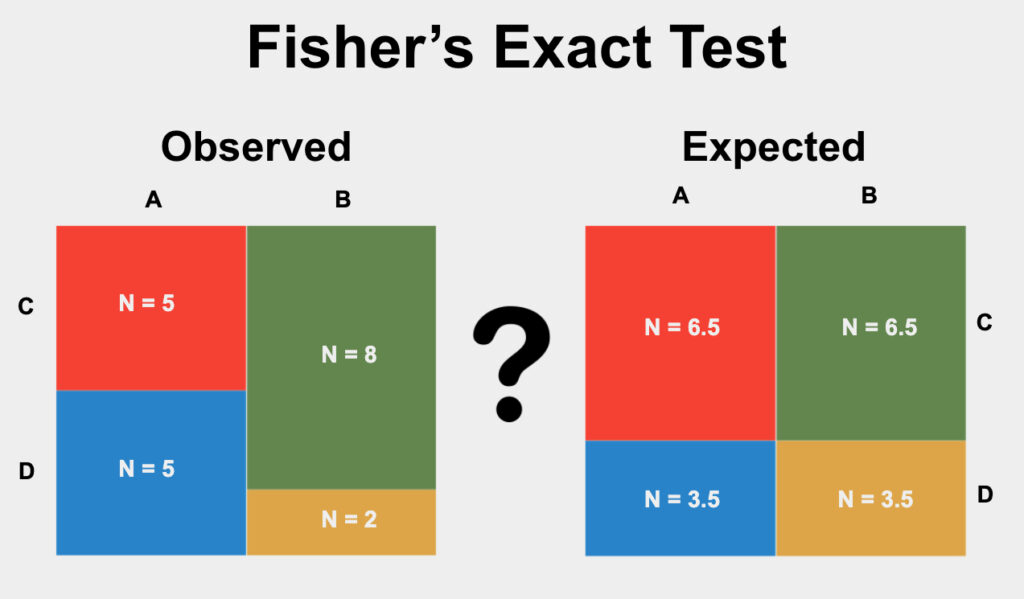 Fisher’s Exact Test
Observed
Expected
A
B
A
B
C
N = 5
N = 8
D
N = 5
N = 2
?
N = 6.5
N = 6.5
C
N = 3.5
N = 3.5
D